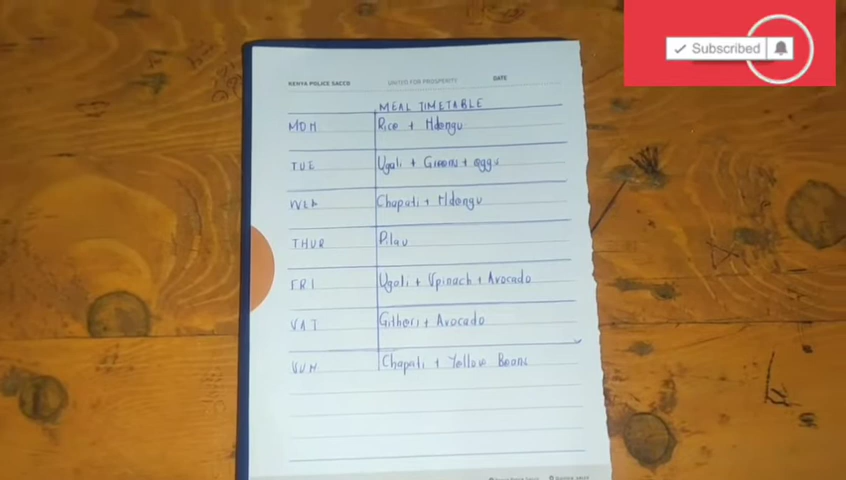 Subscribed
KENYA POLICE SACCO UNITED FOR PROSPERITY DATE
MEAL TIMETABLE
MON Rice + Ndengu
TUE Ugali + Greens + eggs
WED Chapati + Ndengu
THUR Pilau
FRI Ugali + Spinach + Avocado
SAT Githeri + Avocado
SUN Chapati + Yellow Beans